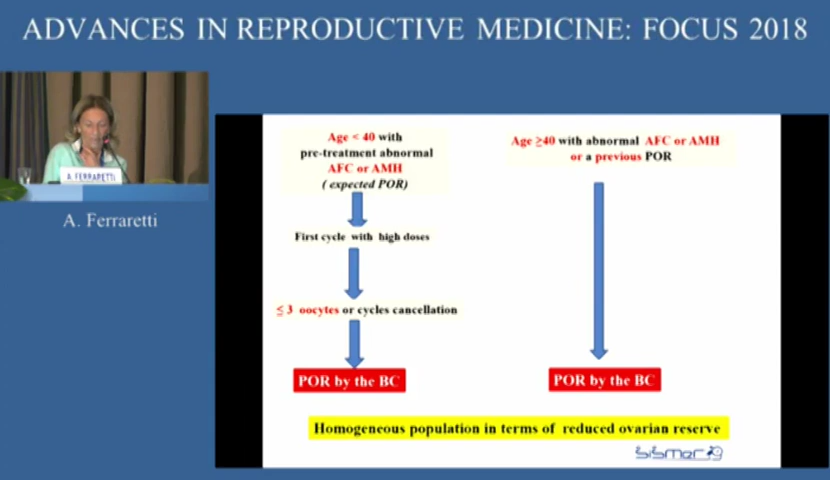 ADVANCES IN REPRODUCTIVE MEDICINE: FOCUS 2018
A. FERRARETTI
A. Ferraretti
Age < 40 with
pre-treatment abnormal
AFC or AMH
( expected POR)
First cycle with high doses
≤ 3 oocytes or cycles cancellation
POR by the BC
Age ≥40 with abnormal AFC or AMH
or a previous POR
POR by the BC
Homogeneous population in terms of reduced ovarian reserve
sismer